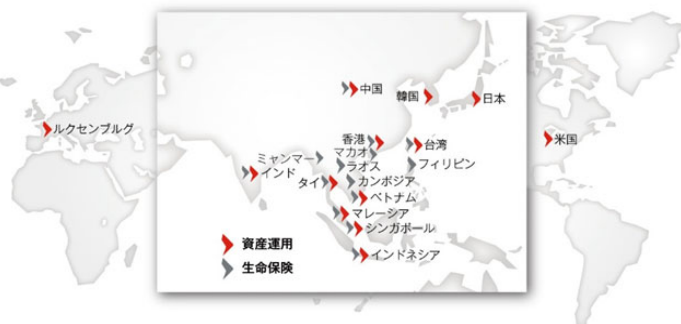 中国
韓国
日本
ルクセンブルグ
米国
香港
台湾
マカオ
ミャンマー
ラオス
フィリピン
インド
タイ
カンボジア
ベトナム
マレーシア
シンガポール
資産運用
インドネシア
生命保険